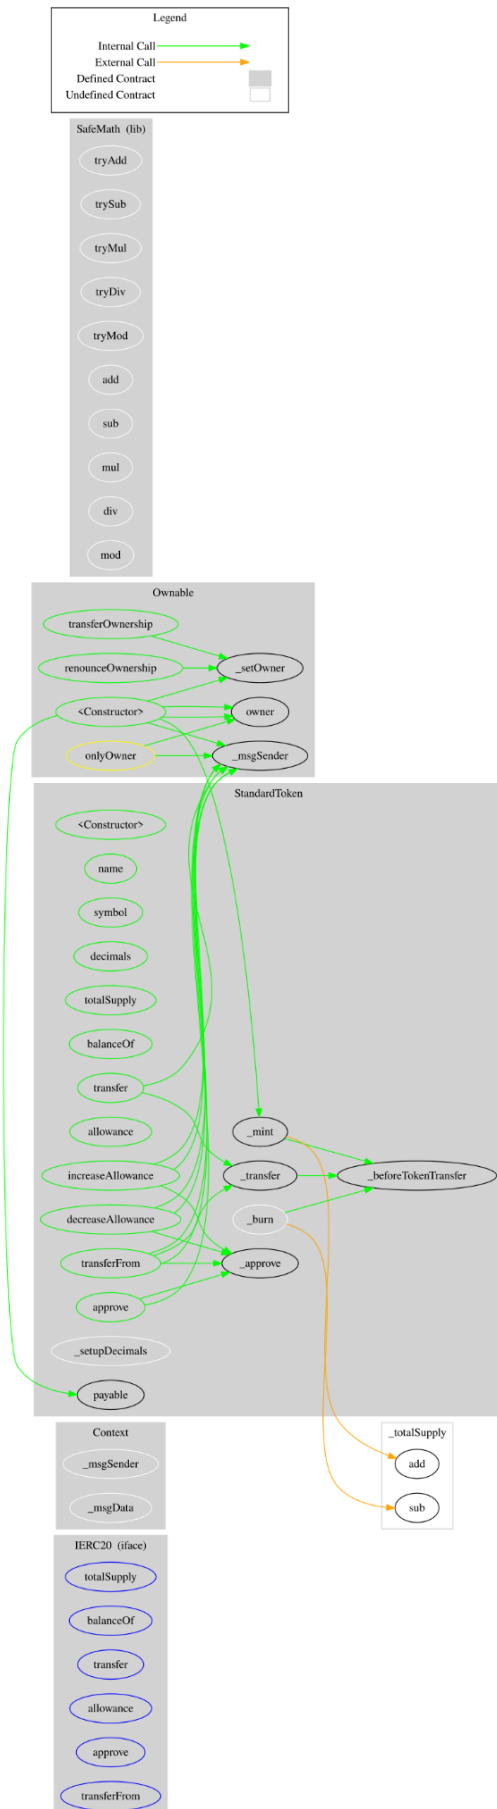 Legend
Internal Call
External Call
Defined Contract
Undefined Contract
SafeMath (lib)
tryAdd
trySub
tryMul
tryDiv
tryMod
add
sub
mul
div
mod
Ownable
transferOwnership
renounceOwnership
_setOwner
<Constructor>
owner
onlyOwner
_msgSender
StandardToken
<Constructor>
name
symbol
decimals
totalSupply
balanceOf
transfer
allowance
_mint
increaseAllowance
_transfer
_beforeTokenTransfer
decreaseAllowance
_burn
transferFrom
_approve
approve
_setupDecimals
payable
Context
_msgSender
_msgData
_totalSupply
add
sub
IERC20 (iface)
totalSupply
balanceOf
transfer
allowance
approve
transferFrom